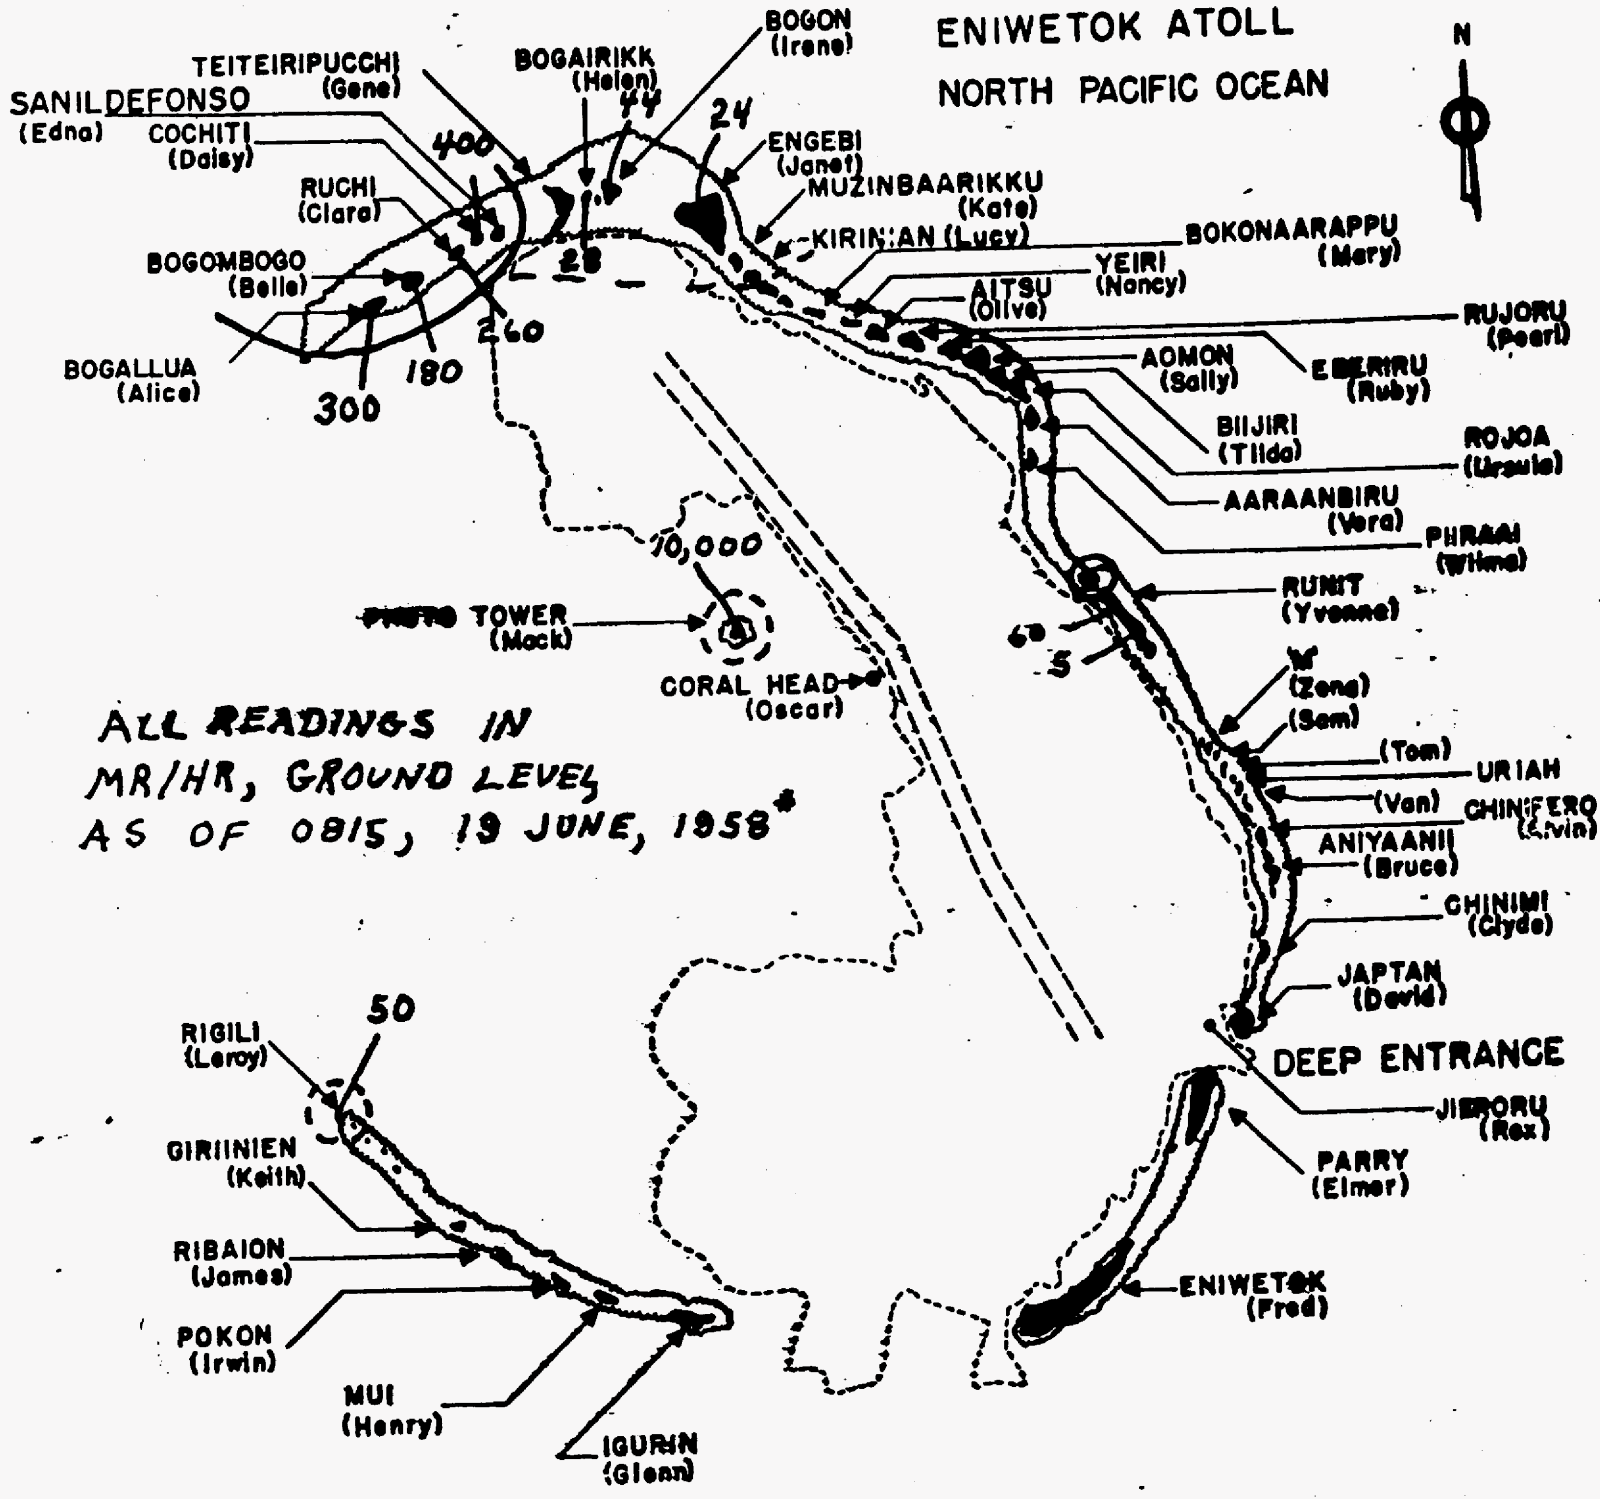 ENIWETOK ATOLL
NORTH PACIFIC OCEAN
N
BOGON
(Irene)
BOGAIRIKK
(Helen)
TEITEIRIPUCCHI
(Gene)
SANILDEFONSO
(Edna)
COCHITI
(Daisy)
RUCHI
(Clara)
BOGOMBOGO
(Belle)
BOGALLUA
(Alice)
400
44
24
28
260
180
300
ENGEBI
(Janet)
MUZINBAARIKKU
(Kate)
KIRINIAN (Lucy)
BOKONAARAPPU
(Mary)
YEIRI
(Nancy)
AITSU
(Olive)
RUJORU
(Pearl)
EBERIRU
(Ruby)
AOMON
(Sally)
BIIJIRI
(Tilda)
ROJOA
(Ursula)
AARAANBIRU
(Vera)
PIIRAAI
(Wilma)
RUNIT
(Yvonne)
10,000
TOWER
(Mack)
CORAL HEAD
(Oscar)
60
5
(Zona)
(Sam)
(Tom)
URIAH
(Van)
CHINIFERO
ANIYAANII
(Bruce)
CHINIMI
(Clyde)
JAPTAN
(David)
DEEP ENTRANCE
JIERORU
(Rex)
PARRY
(Elmer)
ENIWETOK
(Fred)
ALL READINGS IN
MR/HR, GROUND LEVEL,
AS OF 0815, 19 JUNE, 1958*
50
RIGILI
(Leroy)
GIRIINIEN
(Keith)
RIBAION
(James)
POKON
(Irwin)
MUI
(Henry)
IGURIN
(Glenn)